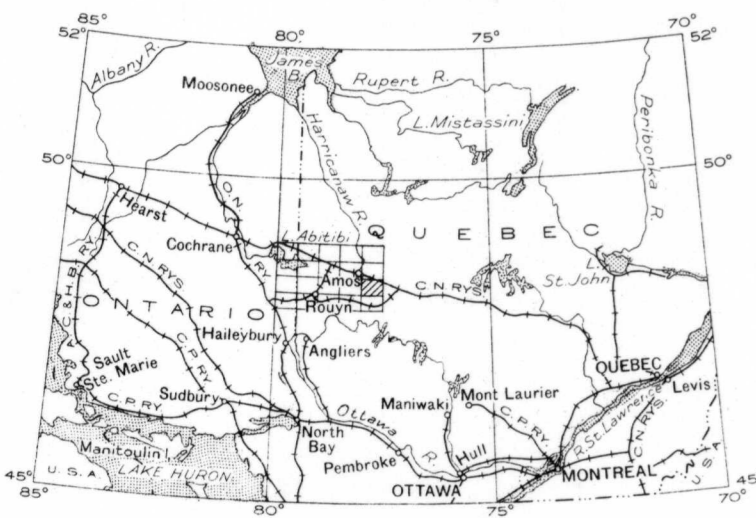 85°
80°
75°
70°
52°
52°
Albany R.
James
B.
Moosonee
Rupert R.
L. Mistassini
Peribonka R.
Harricanaw R.
50°
50°
Hearst
O. N. RY
Cochrane
L. Abitibi
QUEBEC
L.
St. John
C. N. RYS.
Amos
C N RYS.
Rouyn
A. C. & H. B. RY
ONTARIO
C. P. RY
Haileybury
Angliers
Sault
Ste. Marie
QUEBEC
Levis
Sudbury
C. P. RY
Maniwaki
Mont Laurier
C. P. RY
R. St. Lawrence
C. N. RYS.
Ottawa
R.
North
Bay
Manitoulin I.
Pembroke
Hull
MONTREAL
U. S. A.
U. S. A.
LAKE HURON
OTTAWA
45°
45°
85°
80°
75°
70°